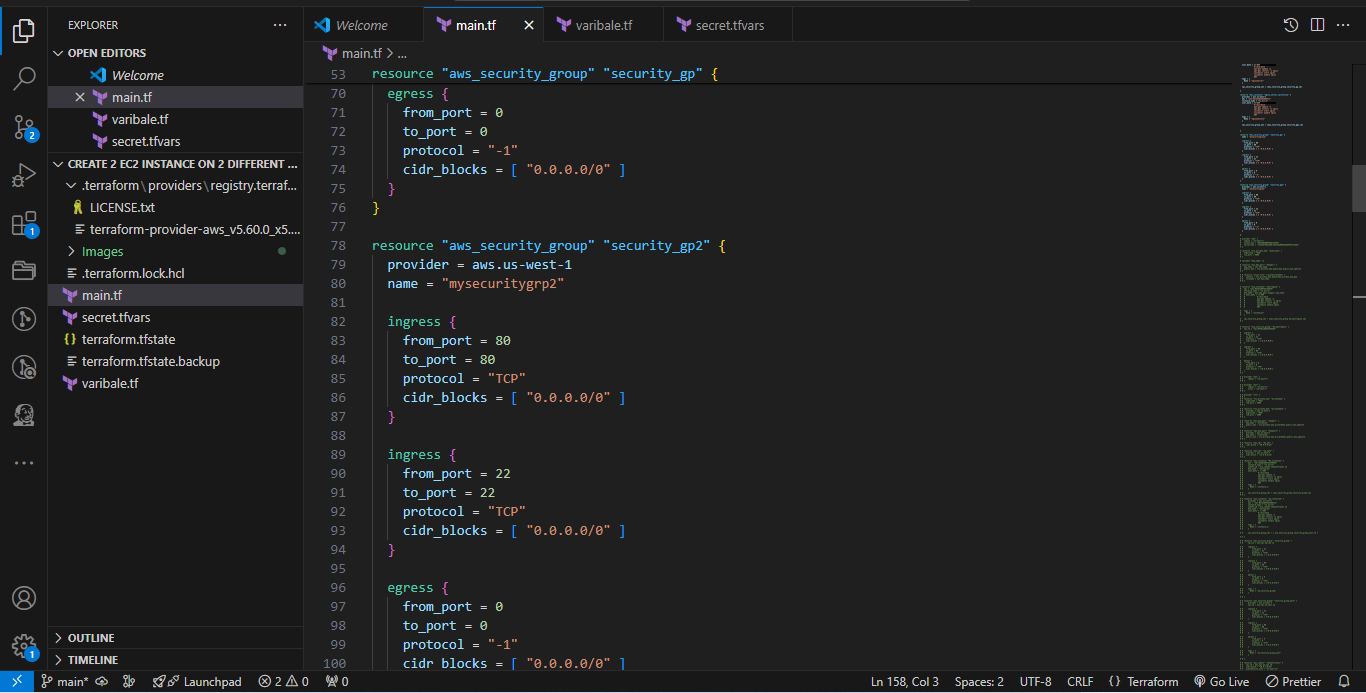 EXPLORER
OPEN EDITORS
Welcome
main.tf
varibale.tf
secret.tfvars
CREATE 2 EC2 INSTANCE ON 2 DIFFERENT ...
.terraform\providers\registry.terraf...
LICENSE.txt
terraform-provider-aws_v5.60.0_x5....
Images
.terraform.lock.hcl
main.tf
secret.tfvars
terraform.tfstate
terraform.tfstate.backup
varibale.tf
OUTLINE
TIMELINE
2
1
1
Welcome
main.tf
varibale.tf
secret.tfvars
main.tf > ...
53 resource "aws_security_group" "security_gp" {
70 egress {
71 from_port = 0
72 to_port = 0
73 protocol = "-1"
74 cidr_blocks = [ "0.0.0.0/0" ]
75 }
76 }
77
78 resource "aws_security_group" "security_gp2" {
79 provider = aws.us-west-1
80 name = "mysecuritygrp2"
81
82 ingress {
83 from_port = 80
84 to_port = 80
85 protocol = "TCP"
86 cidr_blocks = [ "0.0.0.0/0" ]
87 }
88
89 ingress {
90 from_port = 22
91 to_port = 22
92 protocol = "TCP"
93 cidr_blocks = [ "0.0.0.0/0" ]
94 }
95
96 egress {
97 from_port = 0
98 to_port = 0
99 protocol = "-1"
100 cidr_blocks = [ "0.0.0.0/0" ]
main* Launchpad 2 0 0 Ln 158, Col 3 Spaces: 2 UTF-8 CRLF {} Terraform Go Live Prettier